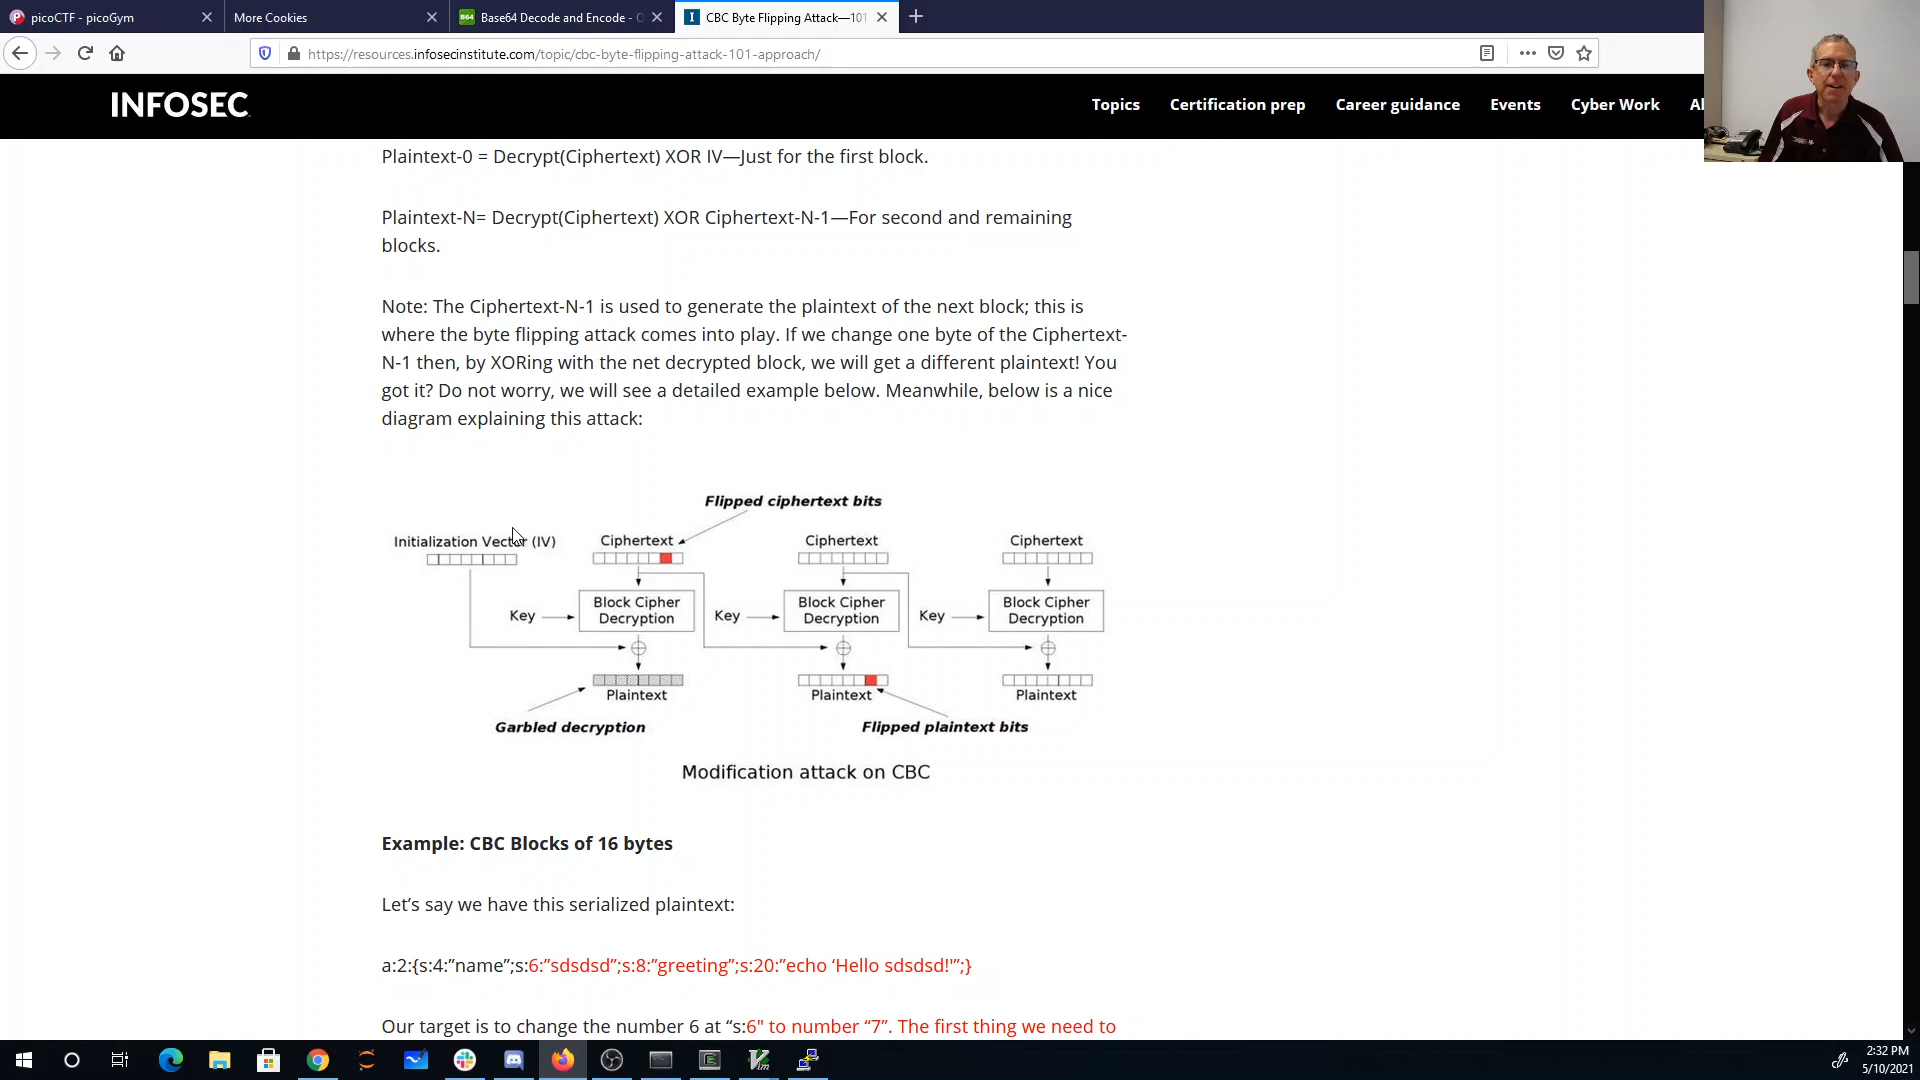 picoCTF - picoGym
More Cookies
B64
Base64 Decode and Encode -
CBC Byte Flipping Attack—101
https://resources.infosecinstitute.com/topic/cbc-byte-flipping-attack-101-approach/
INFOSEC
Topics
Certification prep
Career guidance
Events
Cyber Work
Plaintext-0 = Decrypt(Ciphertext) XOR IV—Just for the first block.
Plaintext-N= Decrypt(Ciphertext) XOR Ciphertext-N-1—For second and remaining
blocks.
Note: The Ciphertext-N-1 is used to generate the plaintext of the next block; this is
where the byte flipping attack comes into play. If we change one byte of the Ciphertext-
N-1 then, by XORing with the net decrypted block, we will get a different plaintext! You
got it? Do not worry, we will see a detailed example below. Meanwhile, below is a nice
diagram explaining this attack:
Flipped ciphertext bits
Initialization Vector (IV)
Ciphertext
Ciphertext
Ciphertext
Key
Block Cipher
Decryption
Key
Block Cipher
Decryption
Key
Block Cipher
Decryption
Plaintext
Plaintext
Plaintext
Garbled decryption
Flipped plaintext bits
Modification attack on CBC
Example: CBC Blocks of 16 bytes
Let’s say we have this serialized plaintext:
a:2:{s:4:”name”;s:6:”sdsdsd”;s:8:”greeting”;s:20:”echo ‘Hello sdsdsd!'”;}
Our target is to change the number 6 at “s:6" to number “7”. The first thing we need to
2:32 PM
5/10/2021